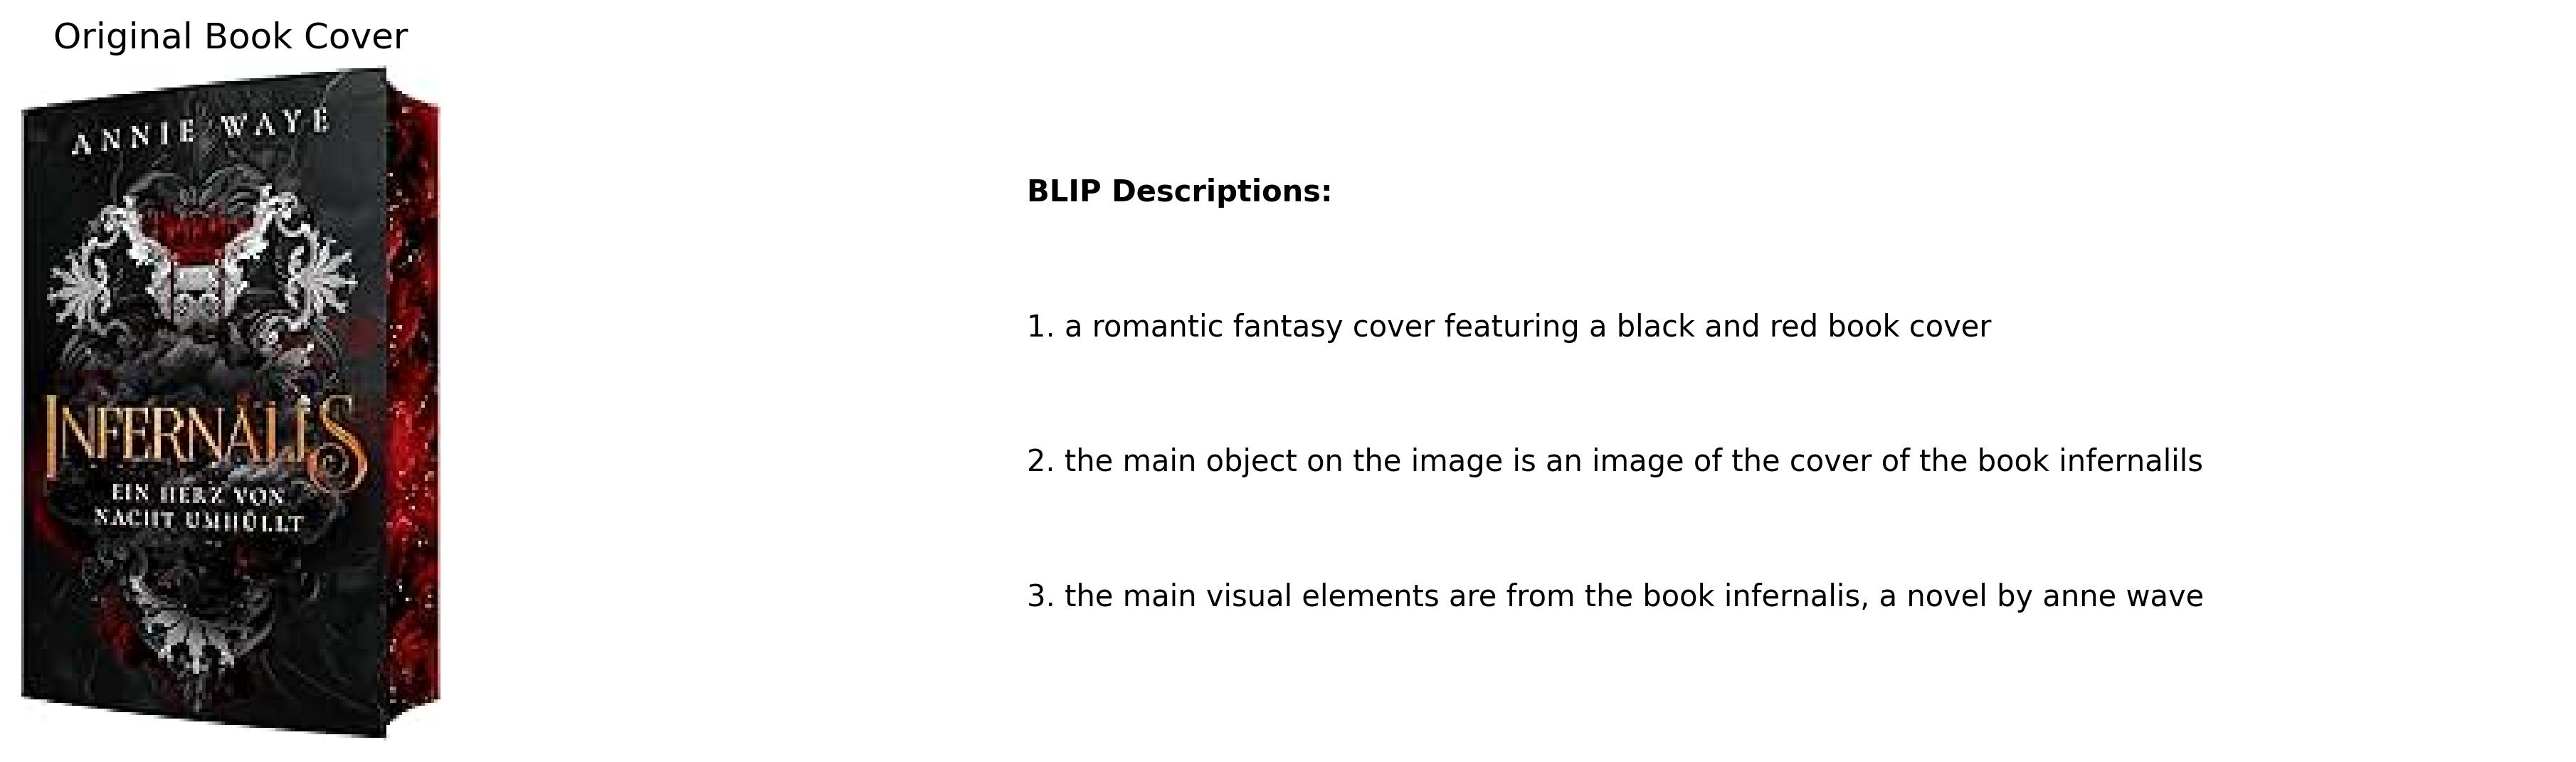 Original Book Cover
ANNIE WAYE
INFERNALIS
EIN HERZ VON
NACHT UMHÜLLT
BLIP Descriptions:
1. a romantic fantasy cover featuring a black and red book cover
2. the main object on the image is an image of the cover of the book infernalils
3. the main visual elements are from the book infernalis, a novel by anne wave